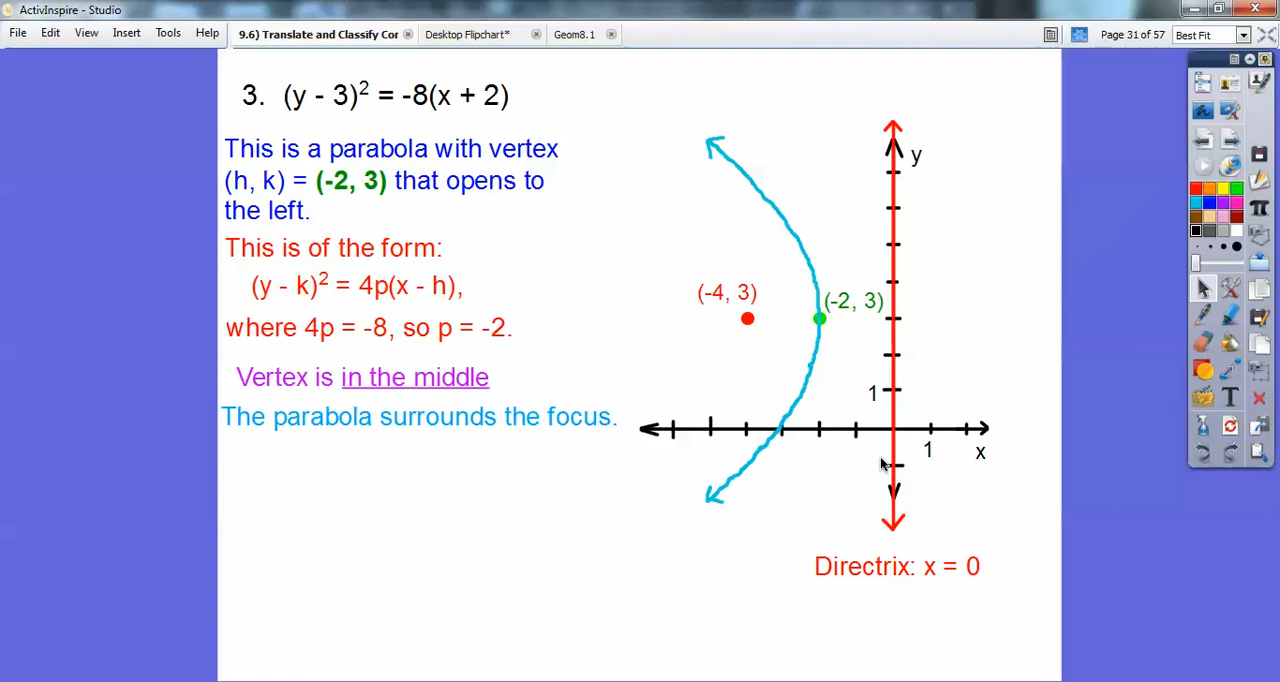 ActivInspire - Studio
File Edit View Insert Tools Help
9.6) Translate and Classify Cor
Desktop Flipchart*
Geom8.1
Page 31 of 57
Best Fit
3. (y - 3)² = -8(x + 2)
This is a parabola with vertex
(h, k) = (-2, 3) that opens to
the left.
This is of the form:
(y - k)² = 4p(x - h),
where 4p = -8, so p = -2.
Vertex is in the middle
The parabola surrounds the focus.
y
(-4, 3)
(-2, 3)
1
1
x
Directrix: x = 0